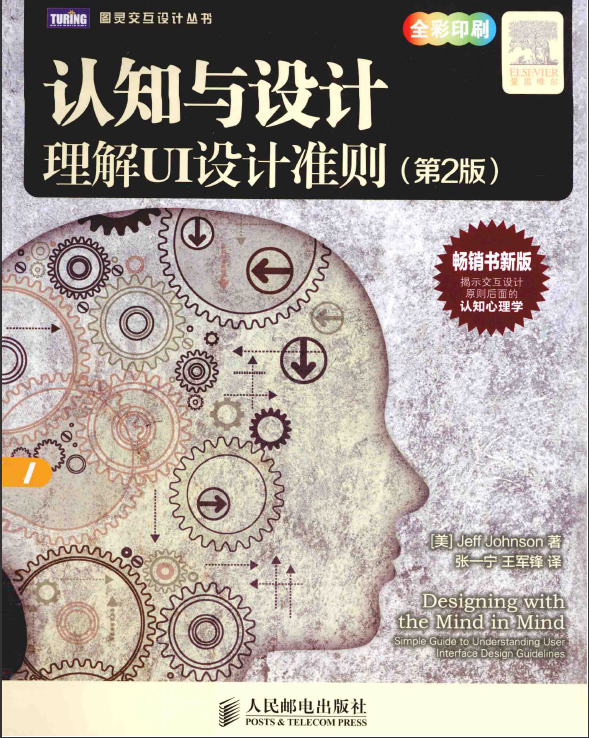 TURING 图灵交互设计丛书
全彩印刷
ELSEVIER
爱思唯尔
认知与设计
理解UI设计准则(第2版)
畅销书新版
揭示交互设计
原则后面的
认知心理学
[美] Jeff Johnson 著
张一宁 王军锋 译
Designing with
the Mind in Mind
Simple Guide to Understanding User
Interface Design Guidelines
人民邮电出版社
POSTS & TELECOM PRESS